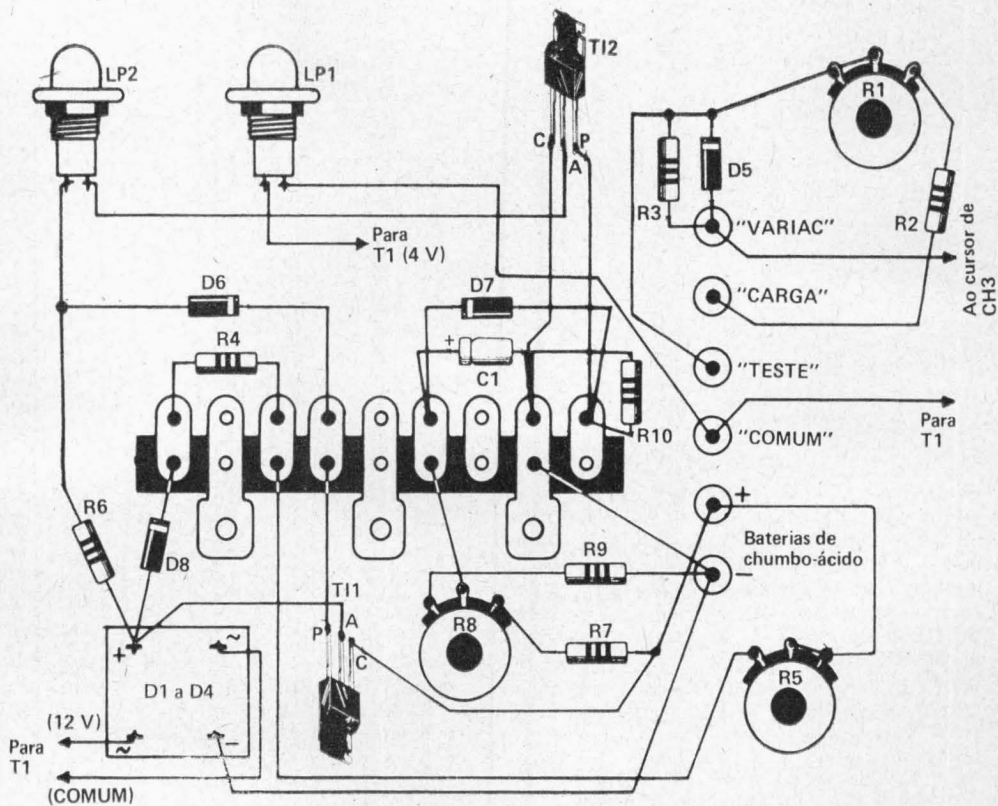 LP2
LP1
TI2
R1
C
P
A
R3
D5
"VARIAC"
R2
Para
T1 (4 V)
Ao cursor de
CH3
D6
D7
"CARGA"
R4
+
C1
"TESTE"
R10
"COMUM"
Para
T1
+
R6
D8
R9
Baterias de
chumbo-ácido
−
TI1
P
A
C
R8
R7
R5
+
~
D1 a D4
(12 V)
Para
T1
~
−
(COMUM)